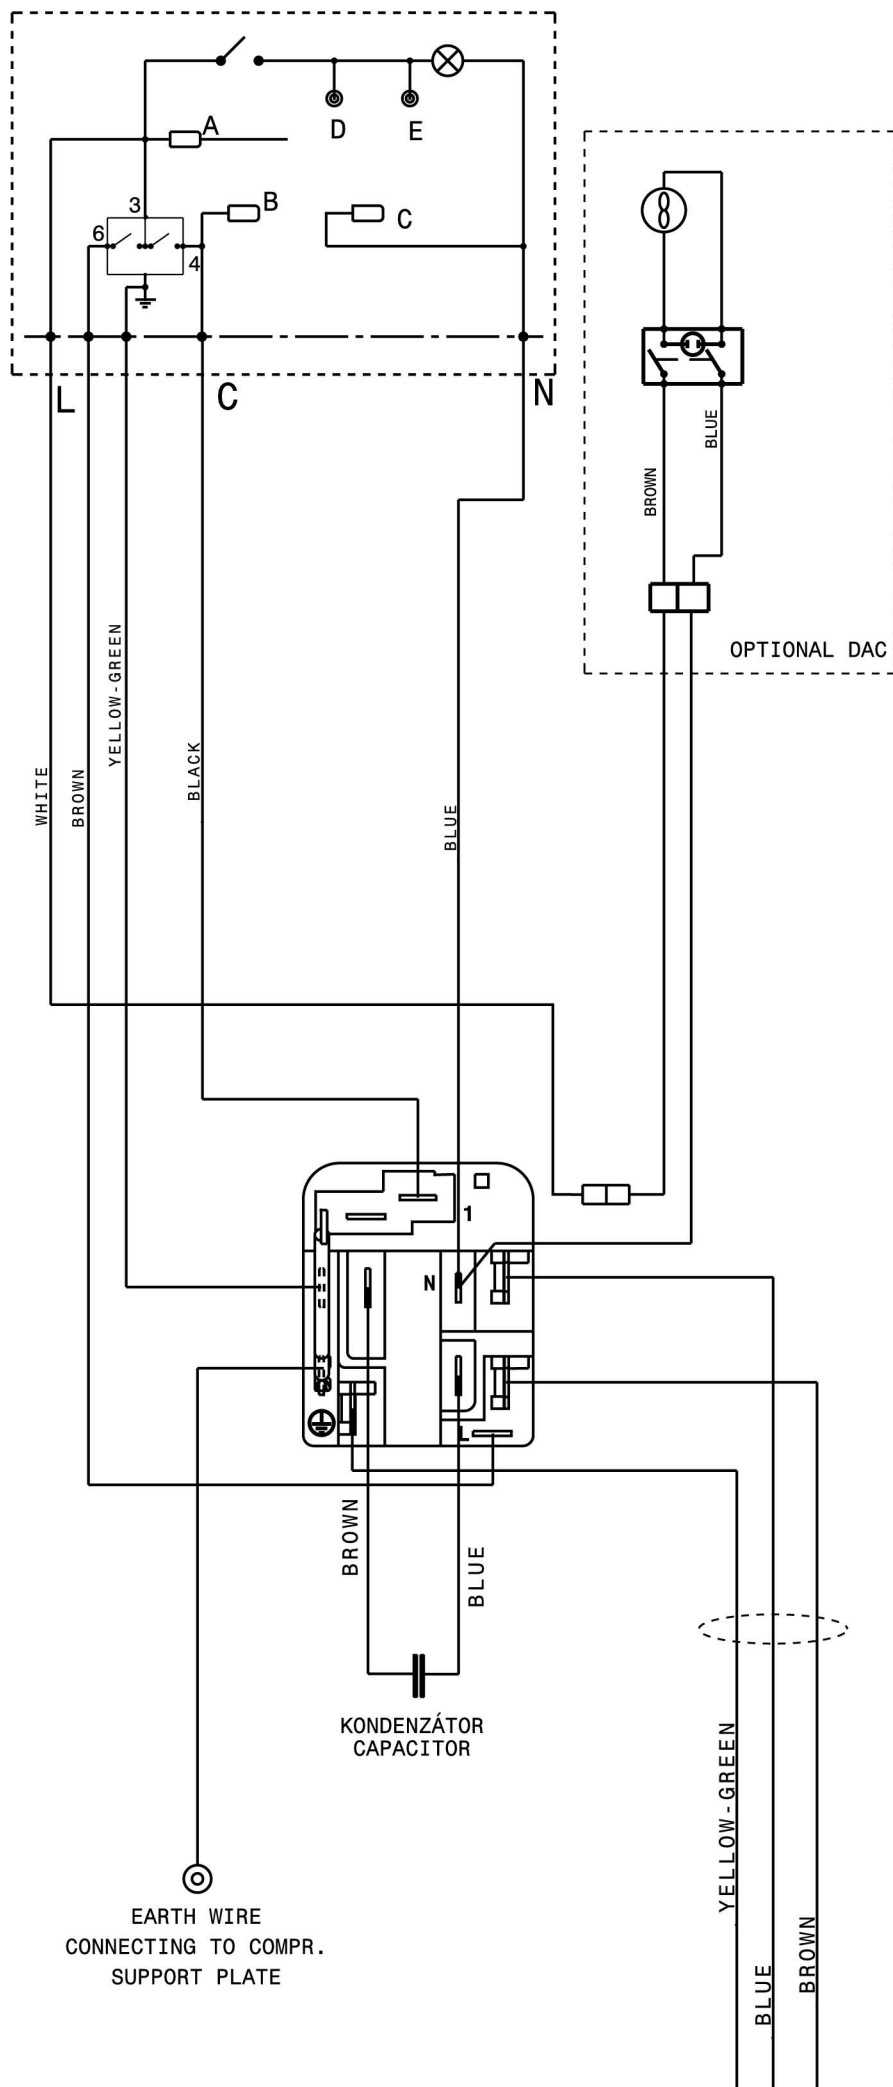 A
D
E
3
B
C
6
4
L
C
N
BLUE
BROWN
OPTIONAL DAC
YELLOW-GREEN
WHITE
BROWN
BLACK
BLUE
1
N
L
BROWN
BLUE
KONDENZÁTOR
CAPACITOR
YELLOW-GREEN
EARTH WIRE
CONNECTING TO COMPR.
SUPPORT PLATE
BLUE
BROWN